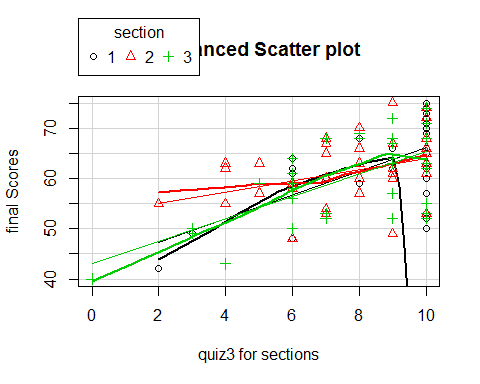 section
1 2 3
anced Scatter plot
final Scores
70
60
50
40
0 2 4 6 8 10
quiz3 for sections